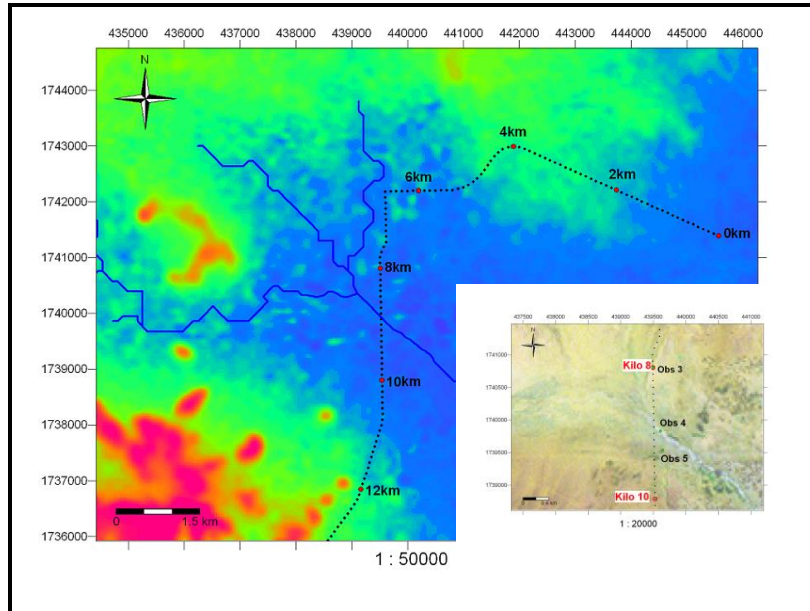 435000 436000 437000 438000 439000 440000 441000 442000 443000 444000 445000 446000
N
1744000
1743000
1742000
1741000
1740000
1739000
1738000
1737000
1736000
4km
6km
2km
0km
8km
10km
12km
0 1.5 km
1 : 50000
437500 438000 438500 439000 439500 440000 440500 441000
N
1741000
1740500
1740000
1739500
1739000
Kilo 8
Obs 3
Obs 4
Obs 5
Kilo 10
1 : 20000